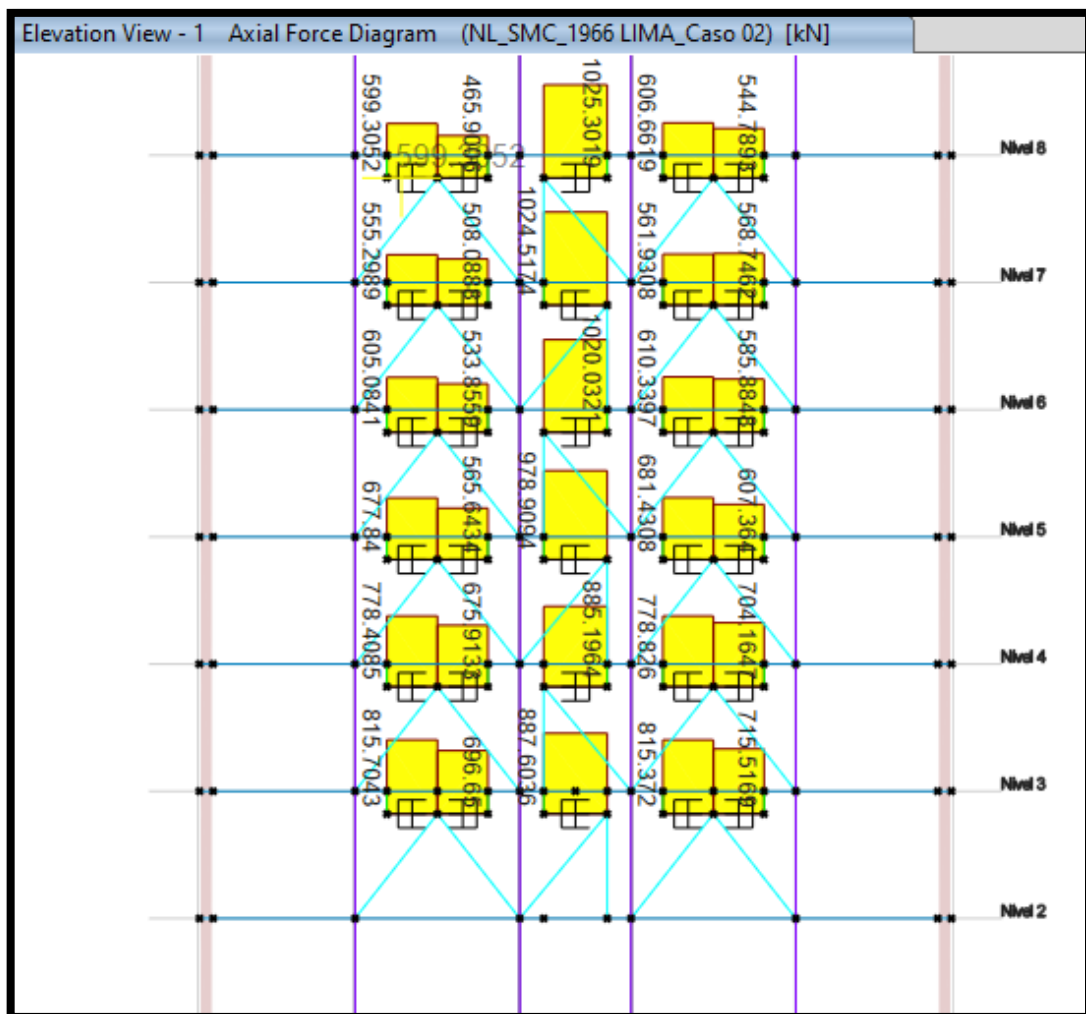 Elevation View - 1 Axial Force Diagram (NL_SMC_1966 LIMA_Caso 02) [kN]
599.3052 465.9006 1025.3019 606.6619 544.7893 Nivel 8
599.3052
555.2989 508.0888 1024.5174 561.9308 568.7462 Nivel 7
605.0841 533.8559 1020.0321 610.3397 585.8848 Nivel 6
677.84 565.6434 978.9094 681.4308 607.364 Nivel 5
778.4085 675.9133 885.1964 778.826 704.1647 Nivel 4
815.7043 696.65 887.6036 815.372 715.5169 Nivel 3
Nivel 2